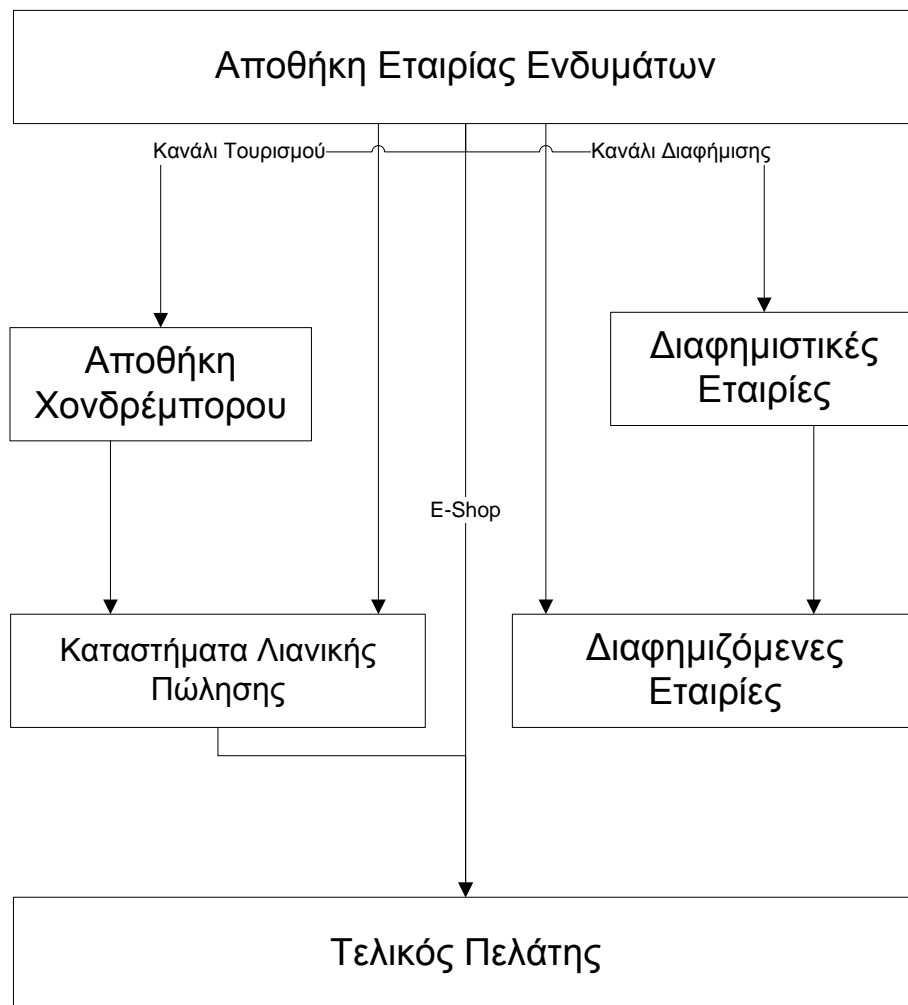 Αποθήκη Εταιρίας Ενδυμάτων
Κανάλι Τουρισμού
Κανάλι Διαφήμισης
Αποθήκη
Χονδρέμπορου
Διαφημιστικές
Εταιρίες
E-Shop
Καταστήματα Λιανικής
Πώλησης
Διαφημιζόμενες
Εταιρίες
Τελικός Πελάτης